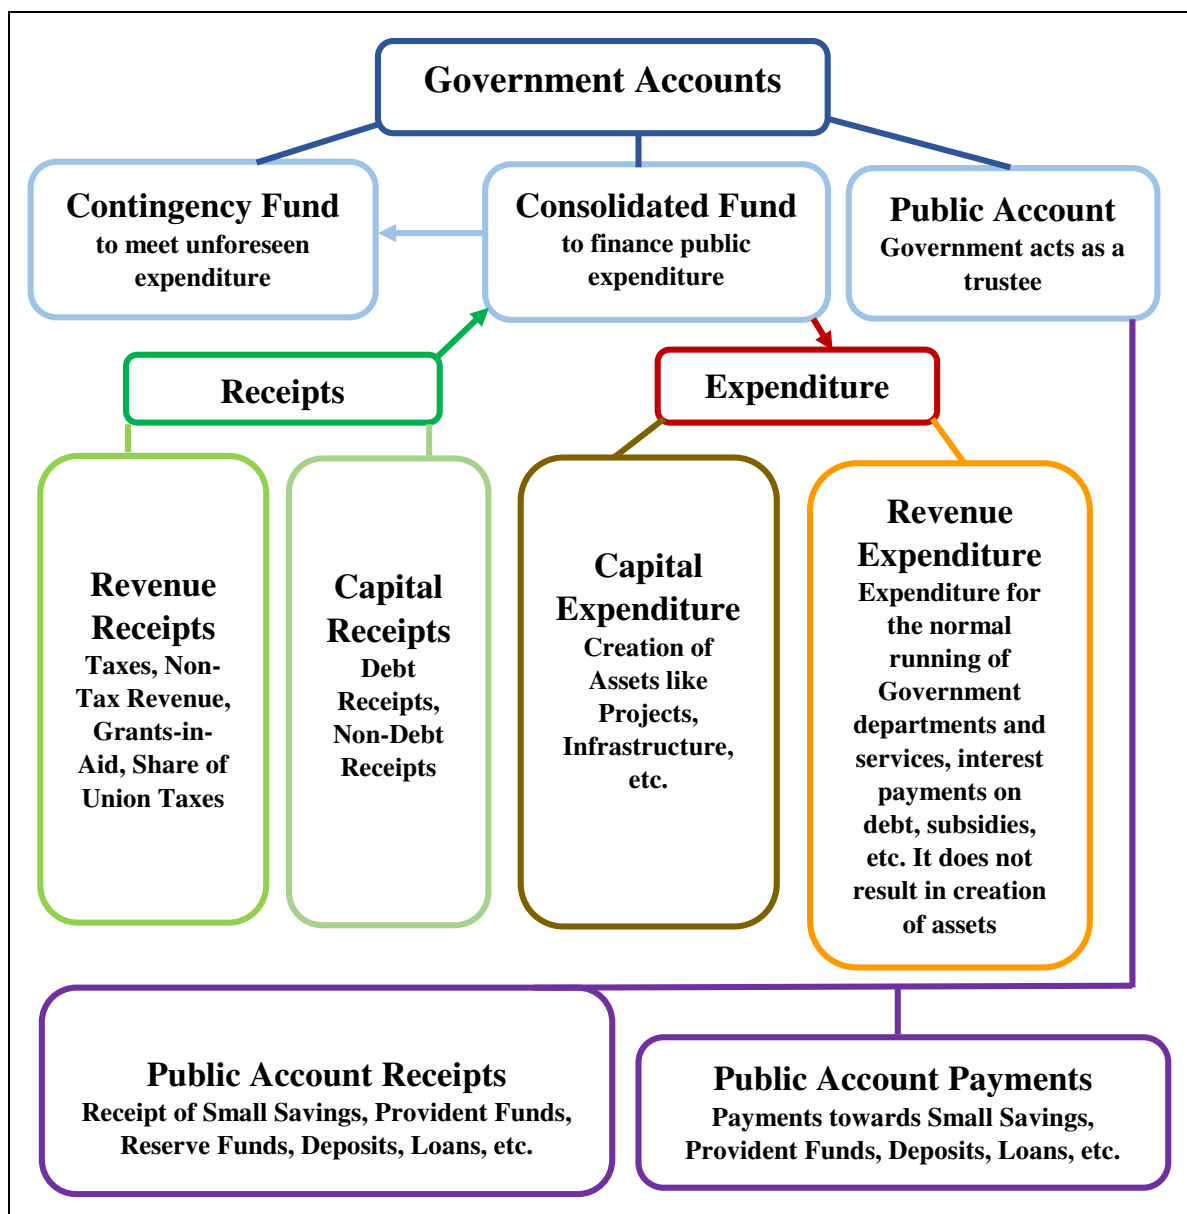 Government Accounts
Contingency Fund
to meet unforeseen
expenditure
Consolidated Fund
to finance public
expenditure
Public Account
Government acts as a
trustee
Receipts
Expenditure
Revenue
Receipts
Taxes, Non-
Tax Revenue,
Grants-in-
Aid, Share of
Union Taxes
Capital
Receipts
Debt
Receipts,
Non-Debt
Receipts
Capital
Expenditure
Creation of
Assets like
Projects,
Infrastructure,
etc.
Revenue
Expenditure
Expenditure for
the normal
running of
Government
departments and
services, interest
payments on
debt, subsidies,
etc. It does not
result in creation
of assets
Public Account Receipts
Receipt of Small Savings, Provident Funds,
Reserve Funds, Deposits, Loans, etc.
Public Account Payments
Payments towards Small Savings,
Provident Funds, Deposits, Loans, etc.